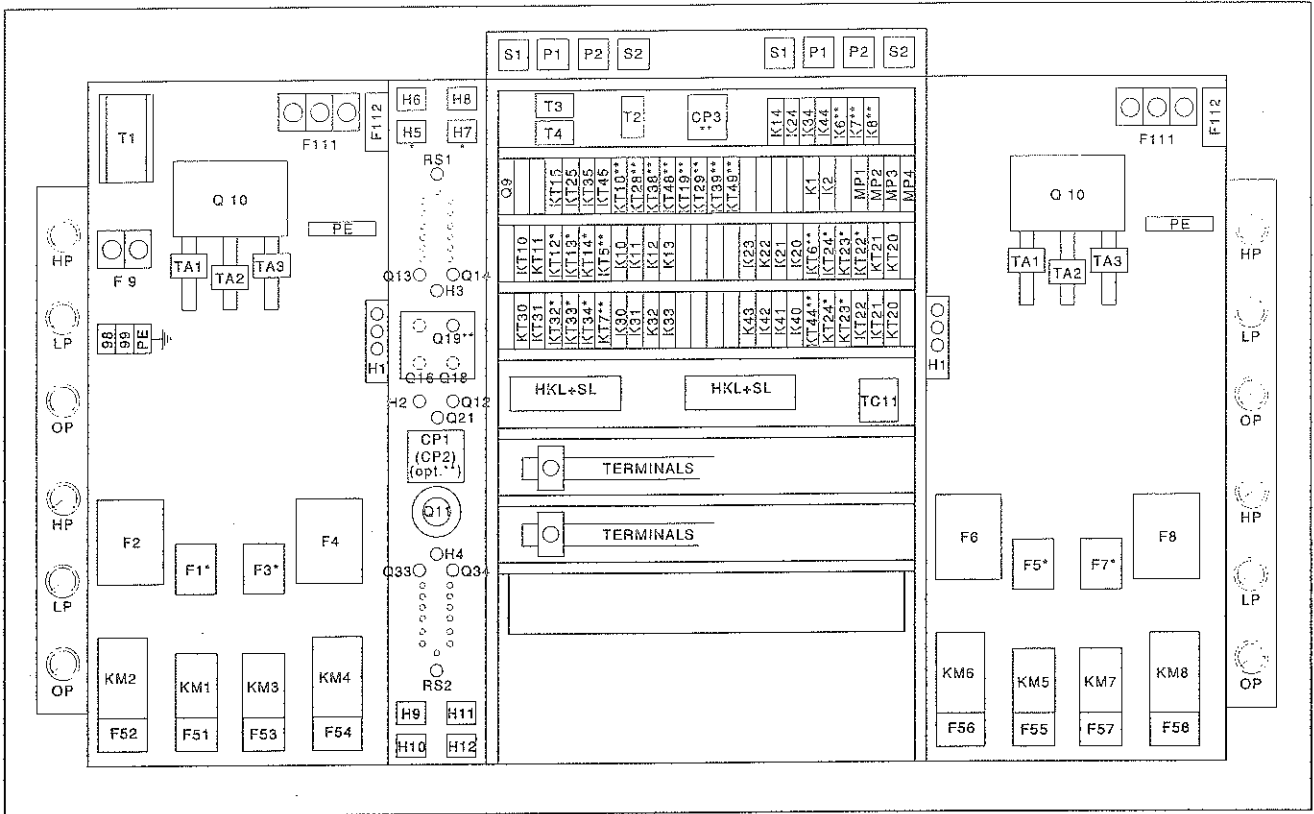 S1 P1 P2 S2 S1 P1 P2 S2
T1
F111
F112
Q 10
PE
F 9
TA1 TA2 TA3
98 99 PE
HP
LP
OP
HP
LP
OP
F2 F1* F3* F4
KM2 KM1 KM3 KM4
F52 F51 F53 F54
H6 H8
H5 H7
* *
RS1
Q13 Q14
H3
Q19**
Q16 Q18
H1
H2 Q12
Q21
CP1
(CP2)
(opt.**)
Q11
H4
Q33 Q34
RS2
H9 H11
H10 H12
T3
T4
T2
CP3
**
K14 K24 K34 K44 K6** K7** K8**
Q9 KT15 KT25 KT35 KT45 KT18** KT28** KT38** KT48** KT19** KT29** KT39** KT49** K1 K2 MP1 MP2 MP3 MP4
KT10 KT11 KT12* KT13* KT14* KT5** K10 K11 K12 K13 K23 K22 K21 K20 KT6** KT24* KT23* KT22* KT21 KT20
KT30 KT31 KT32* KT33* KT34* KT7** K30 K31 K32 K33 K43 K42 K41 K40 KT44** KT24* KT23* KT22 KT21 KT20
HKL+SL HKL+SL TC11
TERMINALS
TERMINALS
F111
F112
Q 10
PE
TA1 TA2 TA3
H1
F6 F5* F7* F8
KM6 KM5 KM7 KM8
F56 F55 F57 F58
HP
LP
OP
HP
LP
OP